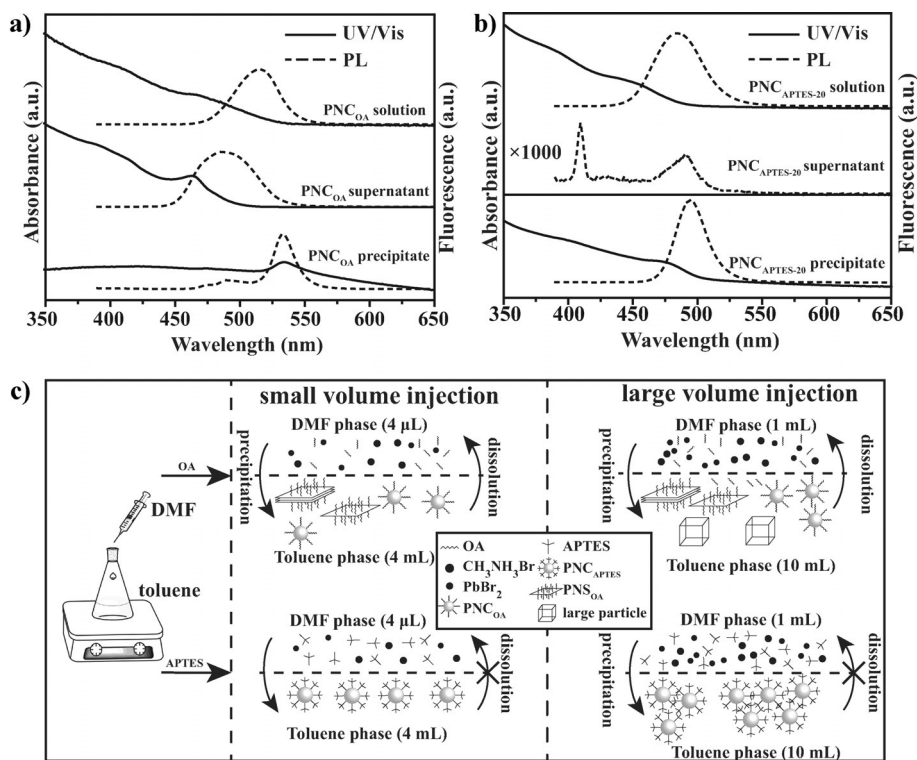 a)
UV/Vis
PL
PNC_OA solution
PNC_OA supernatant
PNC_OA precipitate
Absorbance (a.u.)
Fluorescence (a.u.)
350 400 450 500 550 600 650
Wavelength (nm)
b)
UV/Vis
PL
PNC_APTES-20 solution
×1000
PNC_APTES-20 supernatant
PNC_APTES-20 precipitate
Absorbance (a.u.)
Fluorescence (a.u.)
350 400 450 500 550 600 650
Wavelength (nm)
c)
small volume injection
large volume injection
DMF
toluene
OA
APTES
DMF phase (4 μL)
precipitation
dissolution
Toluene phase (4 mL)
DMF phase (1 mL)
precipitation
dissolution
Toluene phase (10 mL)
OA
CH₃NH₃Br
PbBr₂
PNC_OA
APTES
PNC_APTES
PNS_OA
large particle
DMF phase (4 μL)
precipitation
dissolution
Toluene phase (4 mL)
DMF phase (1 mL)
precipitation
dissolution
Toluene phase (10 mL)